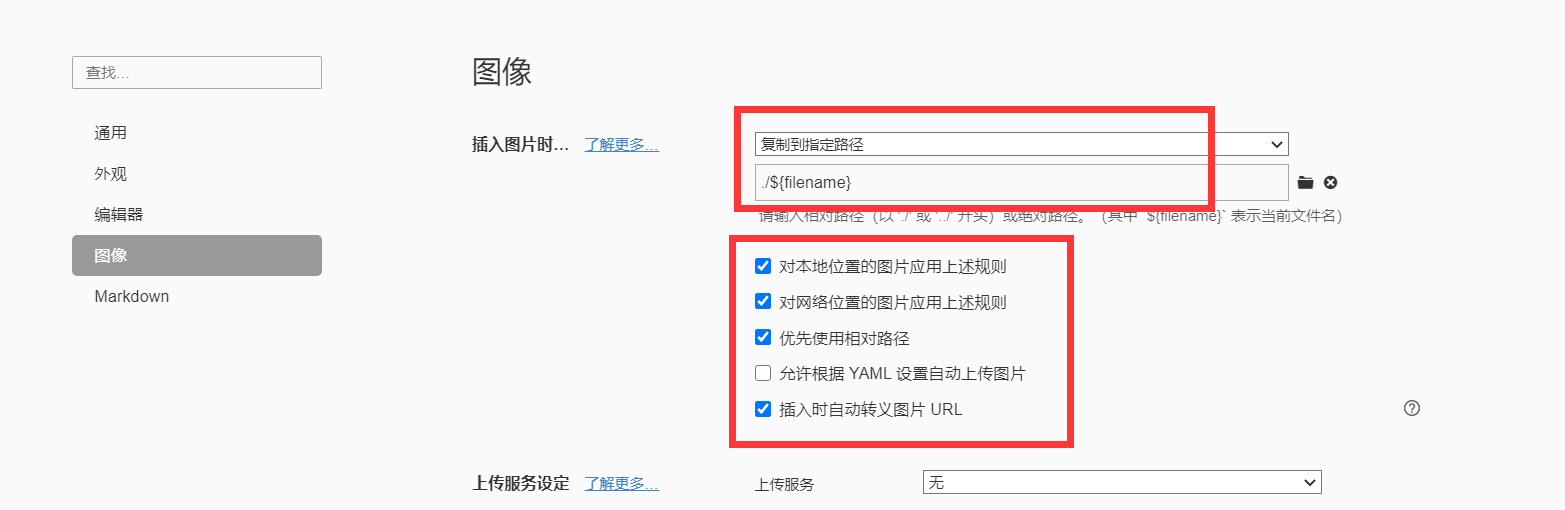 查找...
通用
外观
编辑器
图像
Markdown
图像
插入图片时... 了解更多...
复制到指定路径
./${filename}
请输入相对路径（以 './' 或 '../' 开头）或绝对路径。（其中 `${filename}` 表示当前文件名）
对本地位置的图片应用上述规则
对网络位置的图片应用上述规则
优先使用相对路径
允许根据 YAML 设置自动上传图片
插入时自动转义图片 URL
上传服务设定 了解更多... 上传服务 无